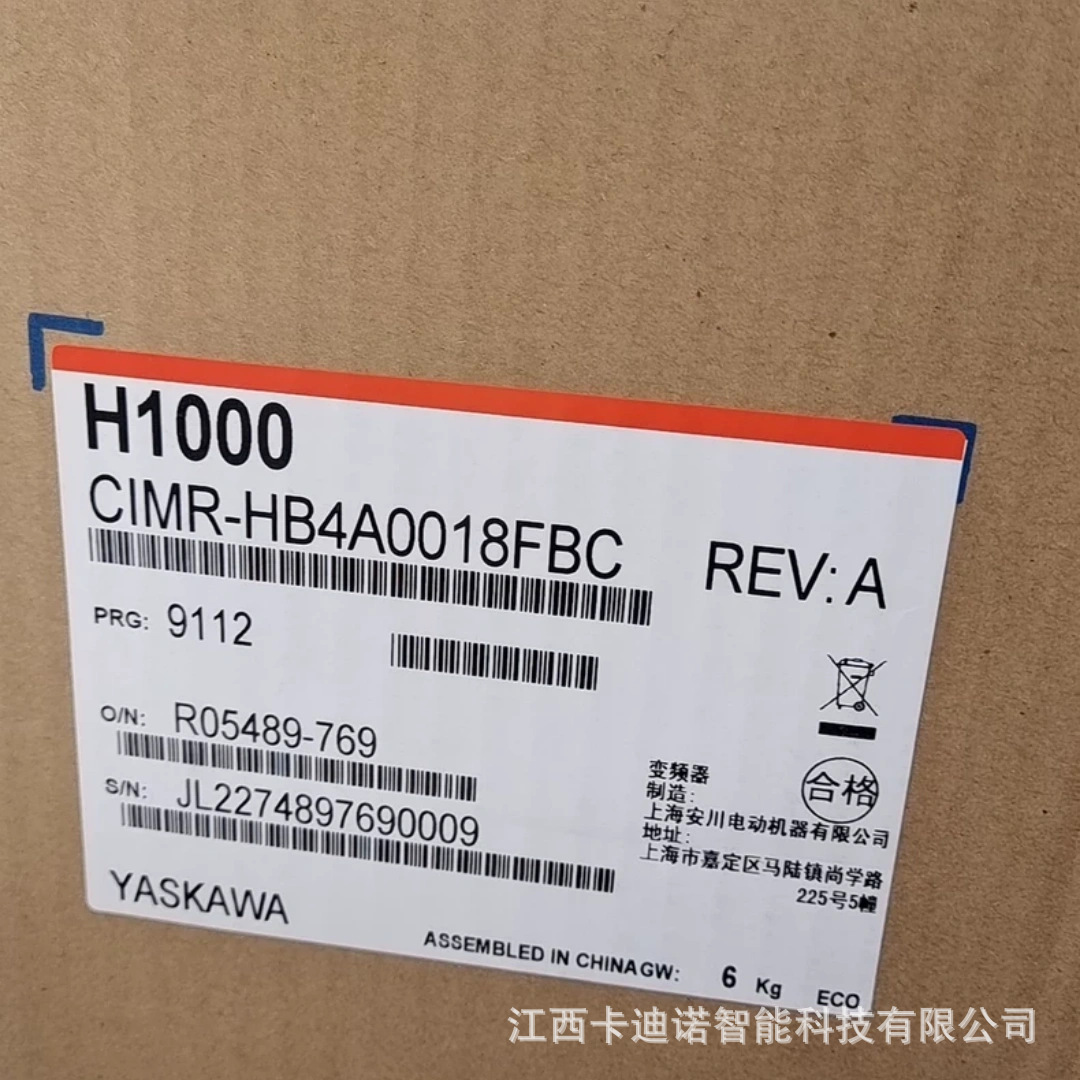 H1000
CIMR-HB4A0018FBC
REV: A
PRG: 9112
O/N: R05489-769
S/N: JL2274897690009
变频器
合格
制造:
上海安川电动机器有限公司
地址:
上海市嘉定区马陆镇尚学路
225号5幢
YASKAWA
ASSEMBLED IN CHINA GW: 6 Kg ECO
江西卡迪诺智能科技有限公司